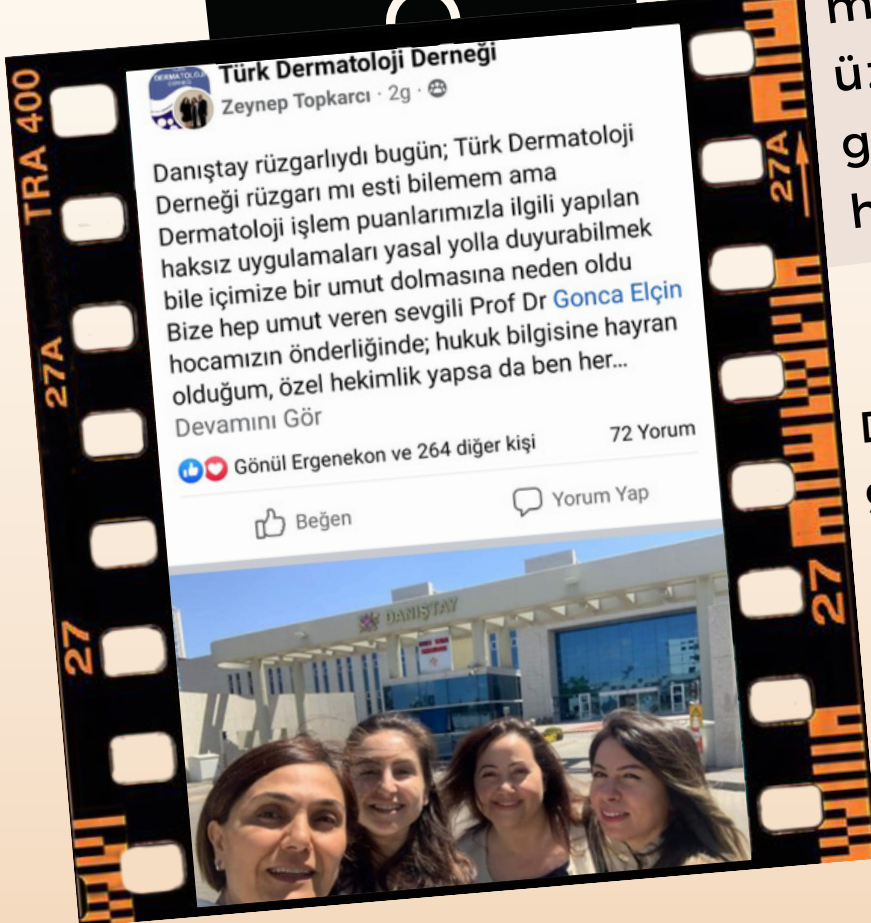 TRA 400
27A
27
DERMATOLOJİ
DERNEĞİ
Türk Dermatoloji Derneği
Zeynep Topkarcı · 2g ·
Danıştay rüzgarlıydı bugün; Türk Dermatoloji
Derneği rüzgarı mı esti bilemem ama
Dermatoloji işlem puanlarımızla ilgili yapılan
haksız uygulamaları yasal yolla duyurabilmek
bile içimize bir umut dolmasına neden oldu
Bize hep umut veren sevgili Prof Dr Gonca Elçin
hocamızın önderliğinde; hukuk bilgisine hayran
olduğum, özel hekimlik yapsa da ben her...
Devamını Gör
Gönül Ergenekon ve 264 diğer kişi 72 Yorum
Beğen Yorum Yap
DANIŞTAY
27A
27